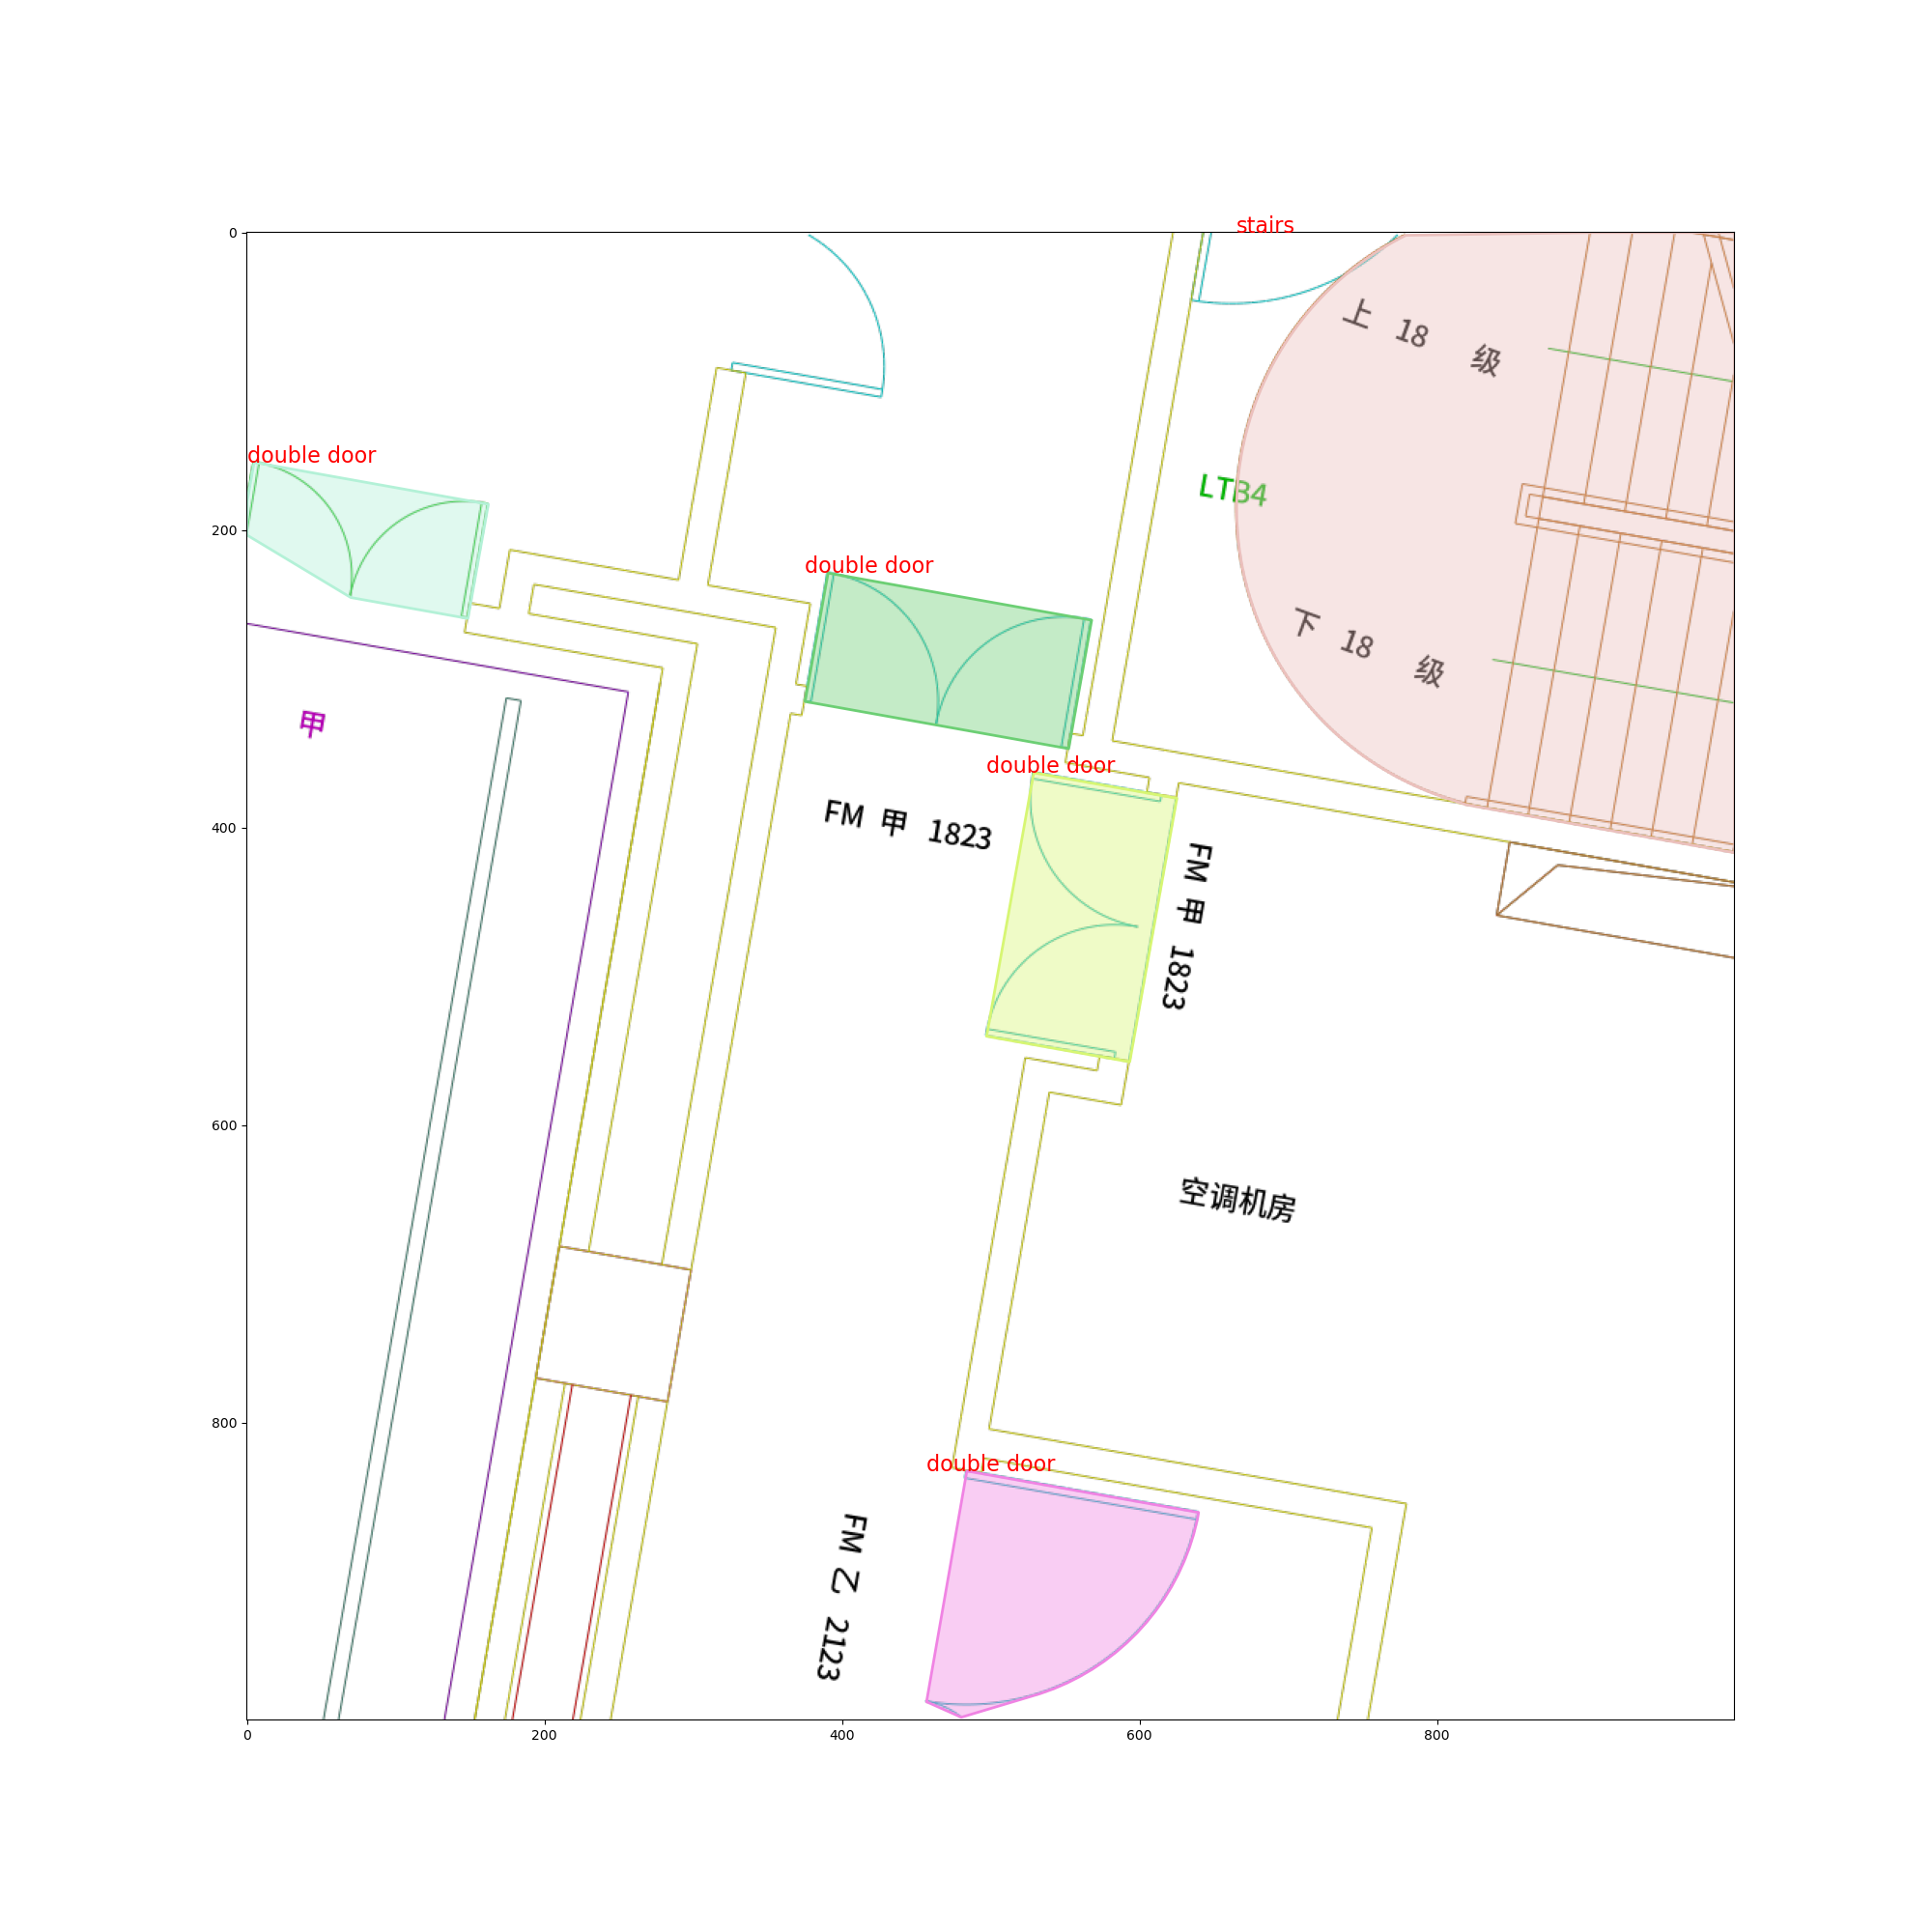 stairs
0
上 18 级
double door
LTB4
200
double door
下 18 级
甲
double door
400
FM 甲 1823
FM 甲 1823
600
空调机房
800
double door
FM 乙 2123
0
200
400
600
800